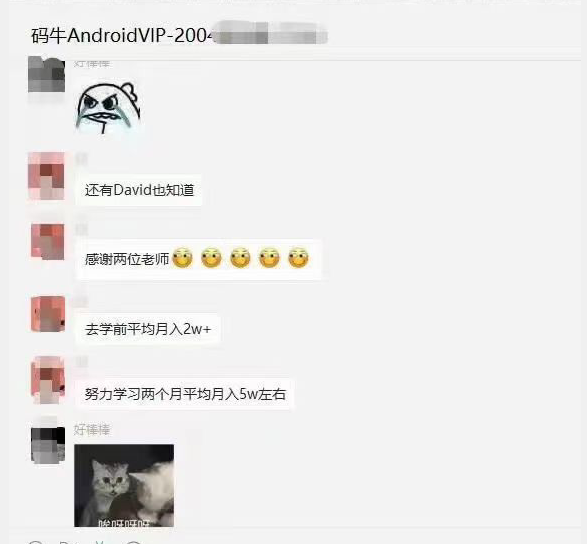 码牛AndroidVIP-2004
好棒棒
还有David也知道
感谢两位老师
去学前平均月入2w+
努力学习两个月平均月入5w左右
好棒棒
唉呀呀呀